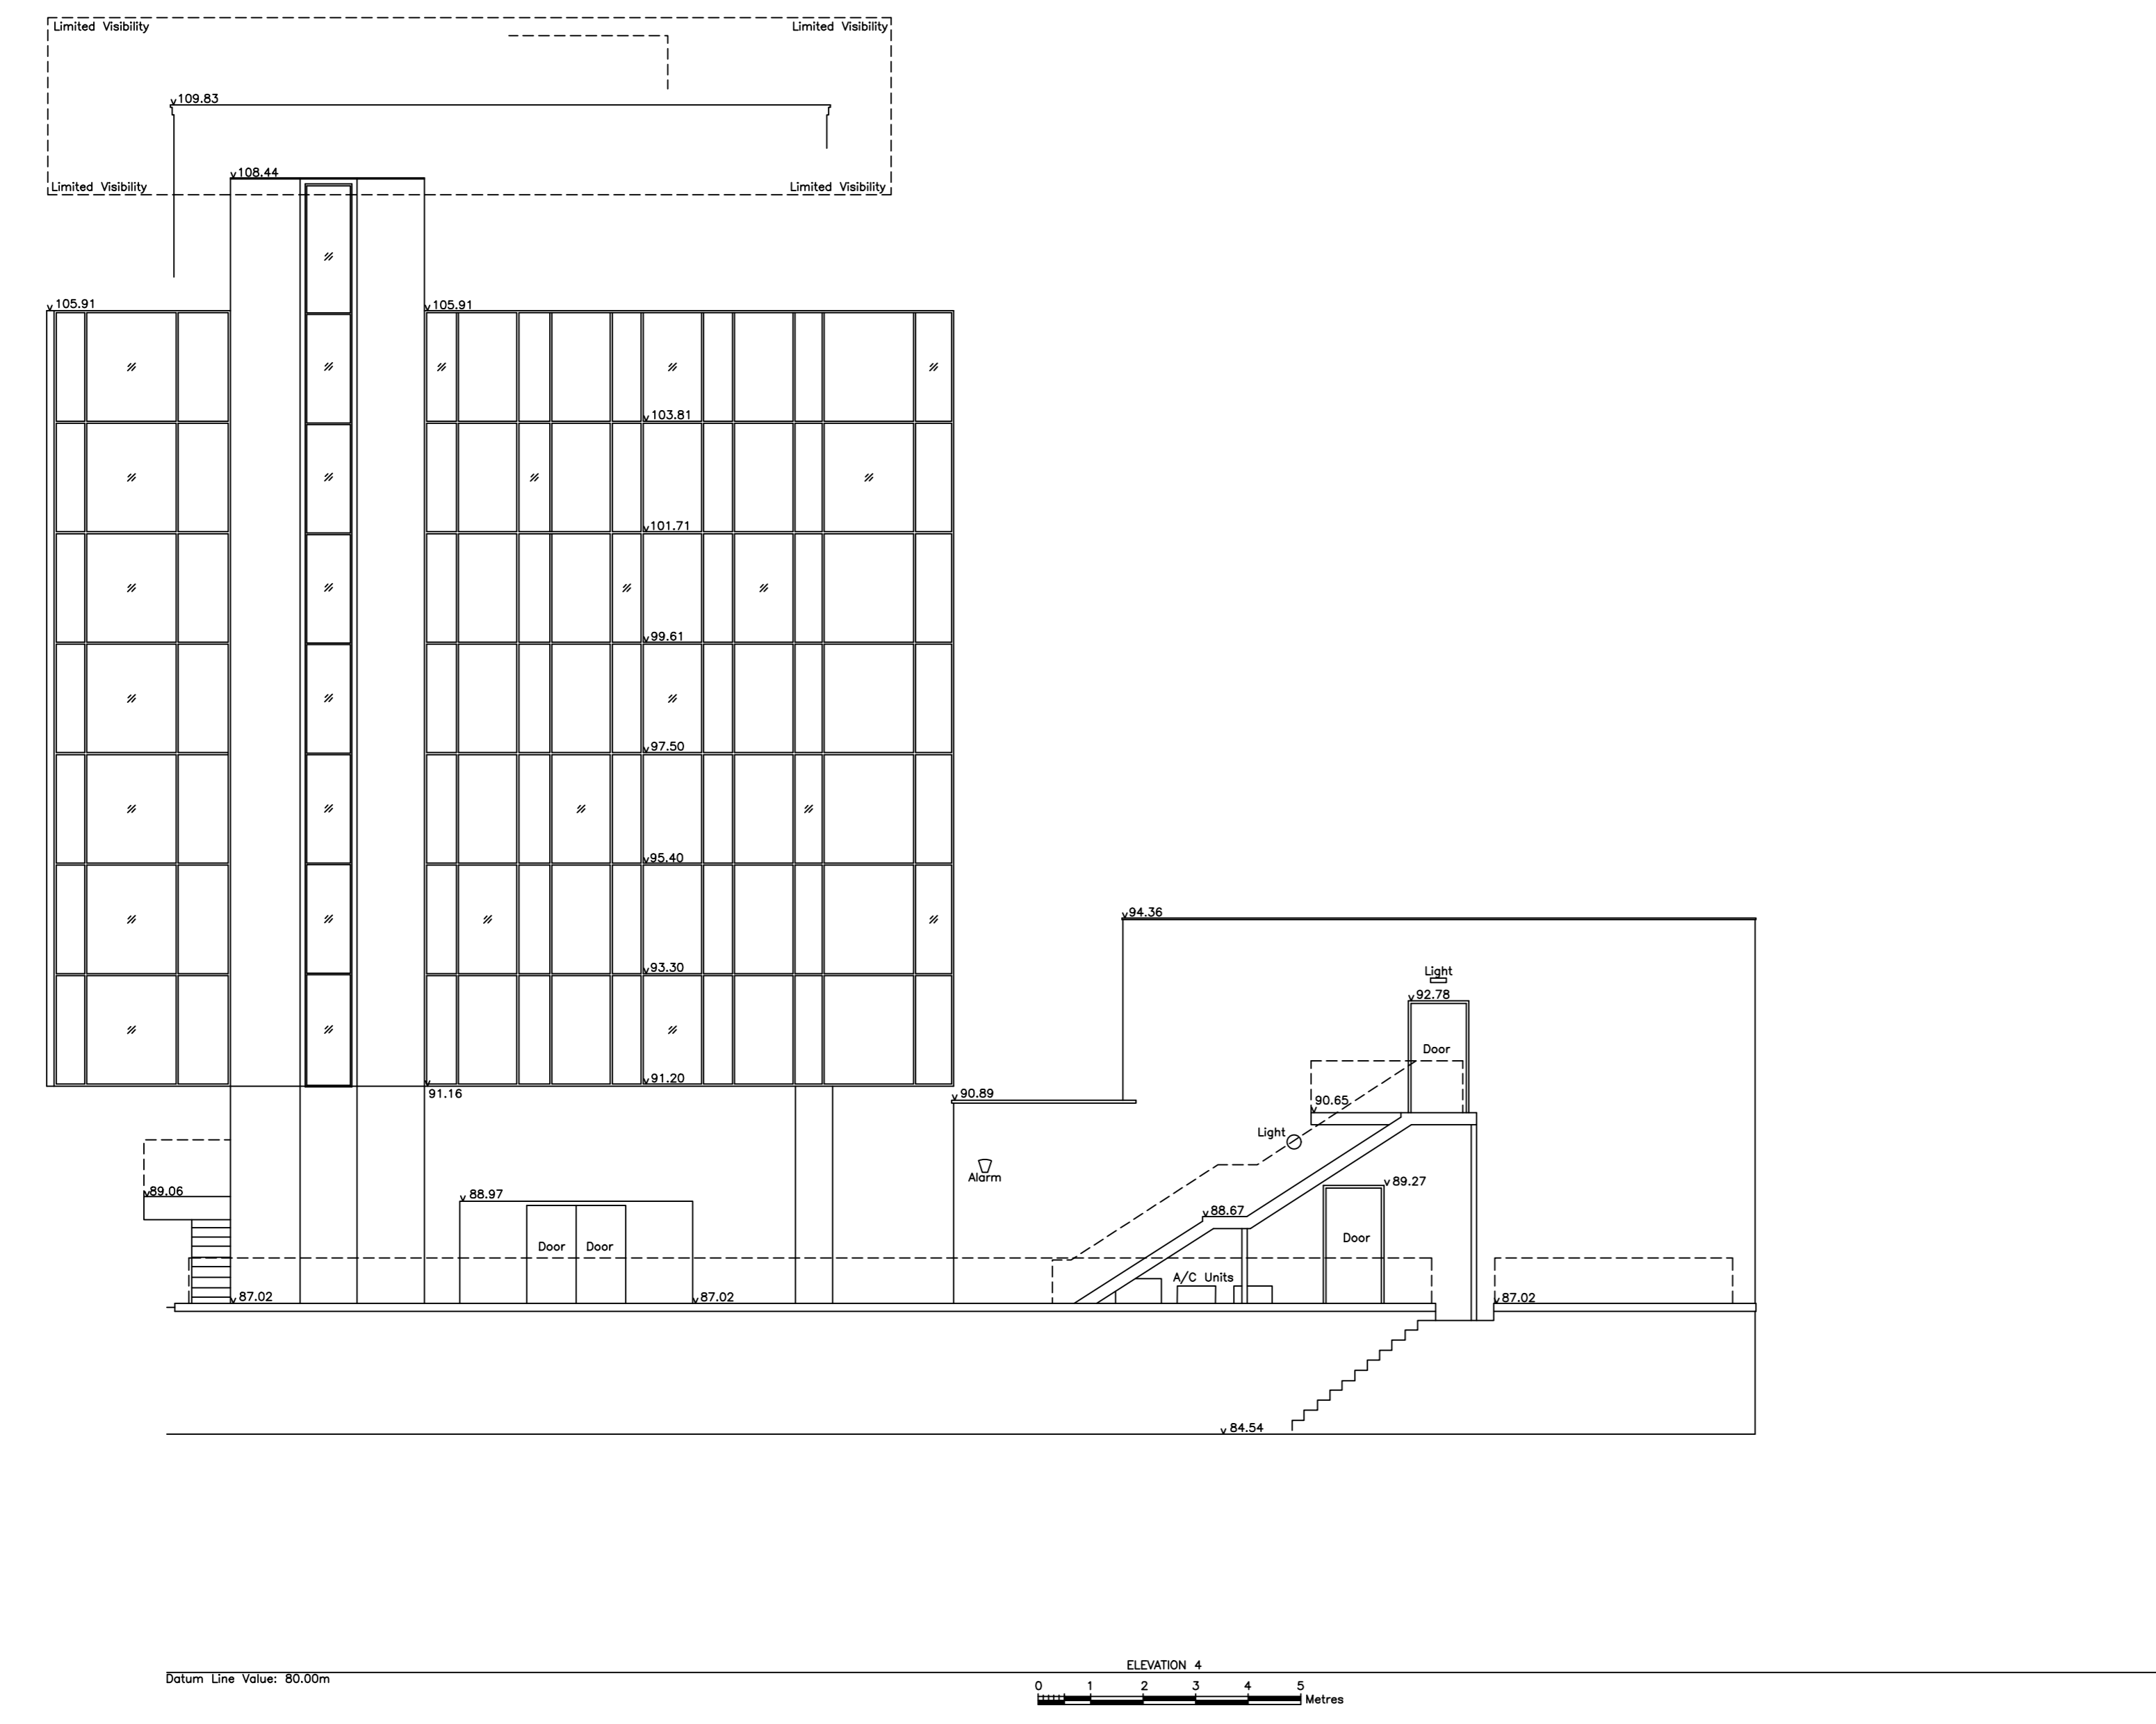 Limited Visibility
Limited Visibility
109.83
108.44
Limited Visibility
Limited Visibility
105.91
105.91
103.81
101.71
99.61
97.50
95.40
94.36
93.30
Light
92.78
Door
91.20
91.16
90.89
90.65
Light
Alarm
89.06
88.97
89.27
88.67
Door
Door
Door
A/C Units
87.02
87.02
87.02
84.54
ELEVATION 4
Datum Line Value: 80.00m
0 1 2 3 4 5
Metres